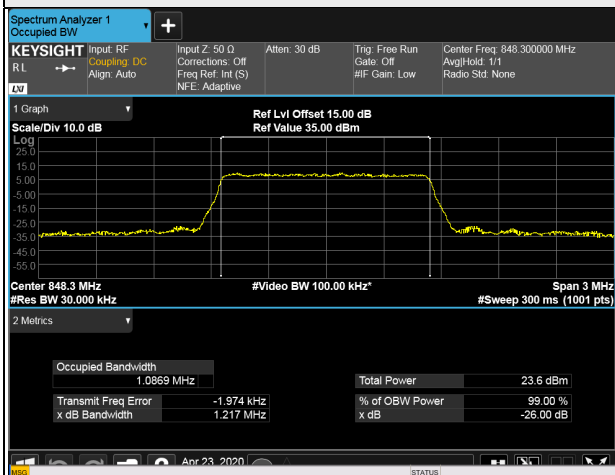 Spectrum Analyzer 1
Occupied BW
+
KEYSIGHT
R L
LXI
Input: RF
Coupling: DC
Align: Auto
Input Z: 50 Ω
Corrections: Off
Freq Ref: Int (S)
NFE: Adaptive
Atten: 30 dB
Trig: Free Run
Gate: Off
#IF Gain: Low
Center Freq: 848.300000 MHz
Avg|Hold: 1/1
Radio Std: None
1 Graph
Scale/Div 10.0 dB
Ref Lvl Offset 15.00 dB
Ref Value 35.00 dBm
Log
25.0
15.0
5.00
-5.00
-15.0
-25.0
-35.0
-45.0
-55.0
Center 848.3 MHz
#Video BW 100.00 kHz*
Span 3 MHz
#Res BW 30.000 kHz
#Sweep 300 ms (1001 pts)
2 Metrics
Occupied Bandwidth
1.0869 MHz
Total Power 23.6 dBm
Transmit Freq Error -1.974 kHz
% of OBW Power 99.00 %
x dB Bandwidth 1.217 MHz
x dB -26.00 dB
Apr 23, 2020
MSG
STATUS